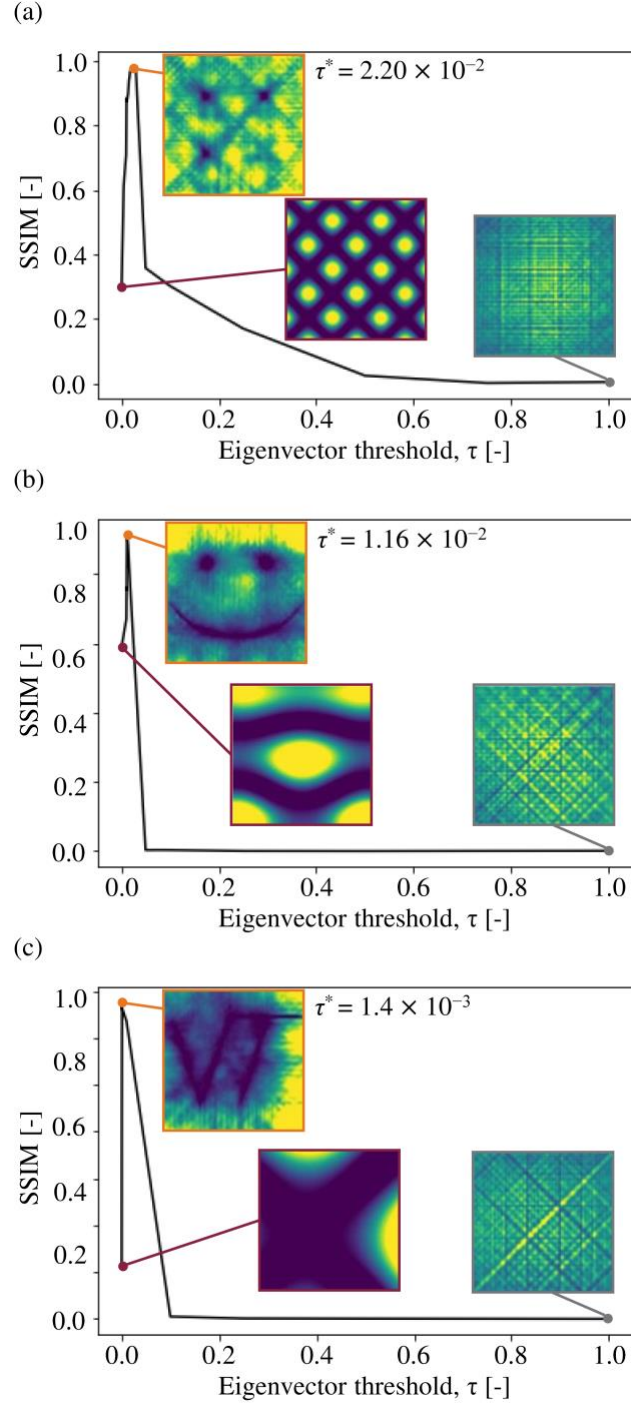 (a)
1.0
0.8
0.6
0.4
0.2
0.0
SSIM [-]
τ* = 2.20 × 10⁻²
0.0 0.2 0.4 0.6 0.8 1.0
Eigenvector threshold, τ [-]
(b)
1.0
0.8
0.6
0.4
0.2
0.0
SSIM [-]
τ* = 1.16 × 10⁻²
0.0 0.2 0.4 0.6 0.8 1.0
Eigenvector threshold, τ [-]
(c)
1.0
0.8
0.6
0.4
0.2
0.0
SSIM [-]
τ* = 1.4 × 10⁻³
0.0 0.2 0.4 0.6 0.8 1.0
Eigenvector threshold, τ [-]